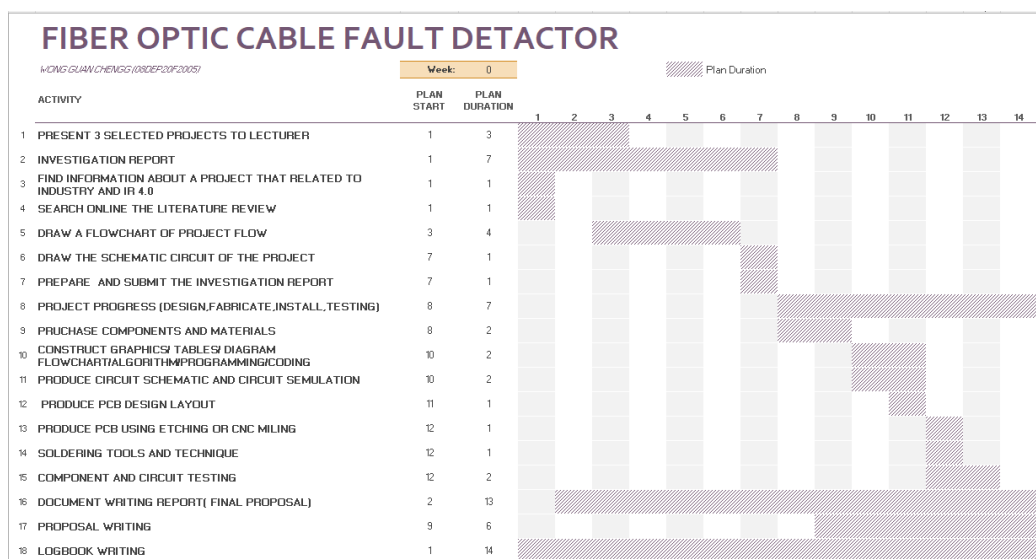 FIBER OPTIC CABLE FAULT DETACTOR
WONG GUAN CHENGG (08DEP20F2005)
Week: 0
Plan Duration
ACTIVITY
PLAN START
PLAN DURATION
1 2 3 4 5 6 7 8 9 10 11 12 13 14
1 PRESENT 3 SELECTED PROJECTS TO LECTURER 1 3
2 INVESTIGATION REPORT 1 7
3 FIND INFORMATION ABOUT A PROJECT THAT RELATED TO
INDUSTRY AND IR 4.0 1 1
4 SEARCH ONLINE THE LITERATURE REVIEW 1 1
5 DRAW A FLOWCHART OF PROJECT FLOW 3 4
6 DRAW THE SCHEMATIC CIRCUIT OF THE PROJECT 7 1
7 PREPARE AND SUBMIT THE INVESTIGATION REPORT 7 1
8 PROJECT PROGRESS (DESIGN,FABRICATE,INSTALL,TESTING) 8 7
9 PRUCHASE COMPONENTS AND MATERIALS 8 2
10 CONSTRUCT GRAPHICS/ TABLES/ DIAGRAM
FLOWCHART/ALGORITHM/PROGRAMMING/CODING 10 2
11 PRODUCE CIRCUIT SCHEMATIC AND CIRCUIT SEMULATION 10 2
12 PRODUCE PCB DESIGN LAYOUT 11 1
13 PRODUCE PCB USING ETCHING OR CNC MILING 12 1
14 SOLDERING TOOLS AND TECHNIQUE 12 1
15 COMPONENT AND CIRCUIT TESTING 12 2
16 DOCUMENT WRITING REPORT( FINAL PROPOSAL) 2 13
17 PROPOSAL WRITING 9 6
18 LOGBOOK WRITING 1 14